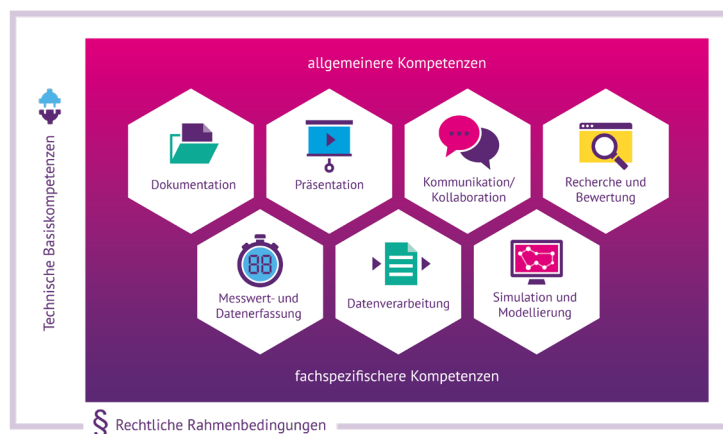 allgemeinere Kompetenzen
Technische Basiskompetenzen
Dokumentation
Präsentation
Kommunikation/
Kollaboration
Recherche und
Bewertung
88
Messwert- und
Datenerfassung
Datenverarbeitung
Simulation und
Modellierung
fachspezifischere Kompetenzen
§ Rechtliche Rahmenbedingungen